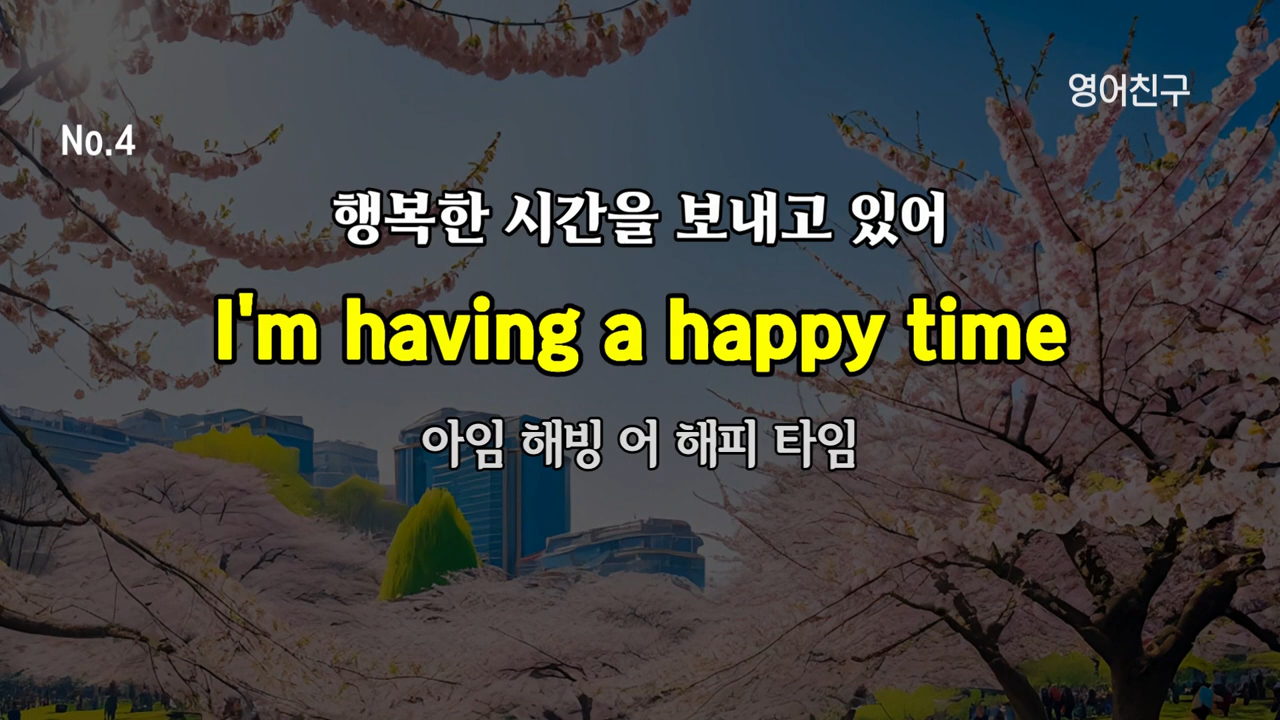 영어친구
No.4
행복한 시간을 보내고 있어
I'm having a happy time
아임 해빙 어 해피 타임